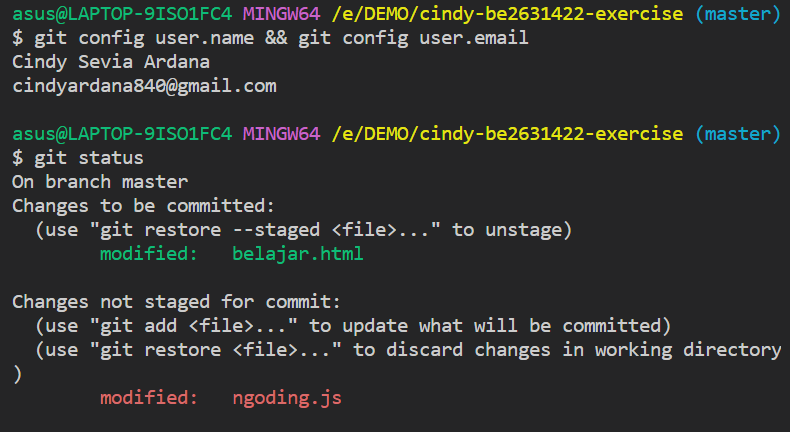 asus@LAPTOP-9ISO1FC4 MINGW64 /e/DEMO/cindy-be2631422-exercise (master)
$ git config user.name && git config user.email
Cindy Sevia Ardana
cindyardana840@gmail.com
asus@LAPTOP-9ISO1FC4 MINGW64 /e/DEMO/cindy-be2631422-exercise (master)
$ git status
On branch master
Changes to be committed:
  (use "git restore --staged <file>..." to unstage)
        modified:   belajar.html
Changes not staged for commit:
  (use "git add <file>..." to update what will be committed)
  (use "git restore <file>..." to discard changes in working directory
)
        modified:   ngoding.js